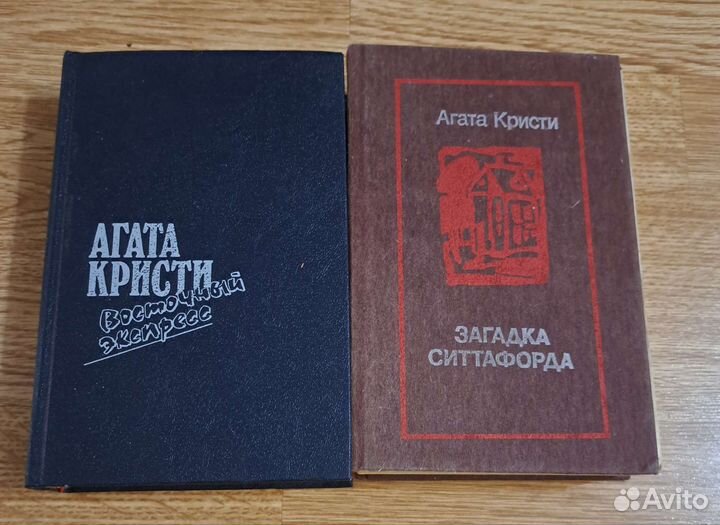 АГАТА
КРИСТИ
Восточный
экспресс
Агата Кристи
ЗАГАДКА
СИТТАФОРДА
Avito